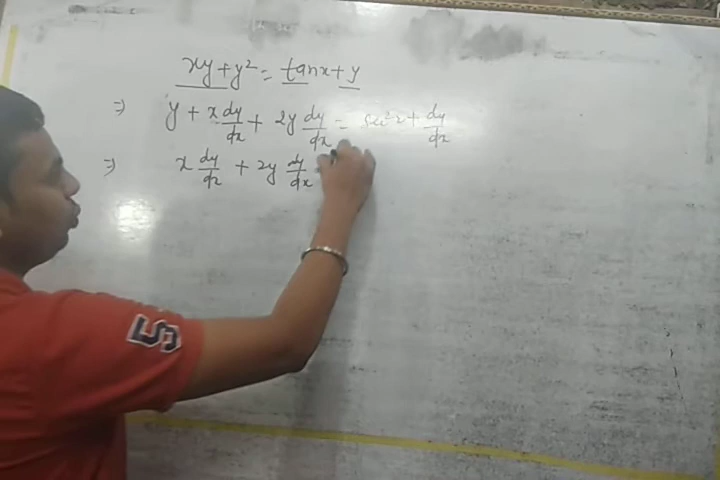 xy + y² = tanx + y
⇒ y + x dy/dx + 2y dy/dx = sec²x + dy/dx
⇒ x dy/dx + 2y dy/dx
5